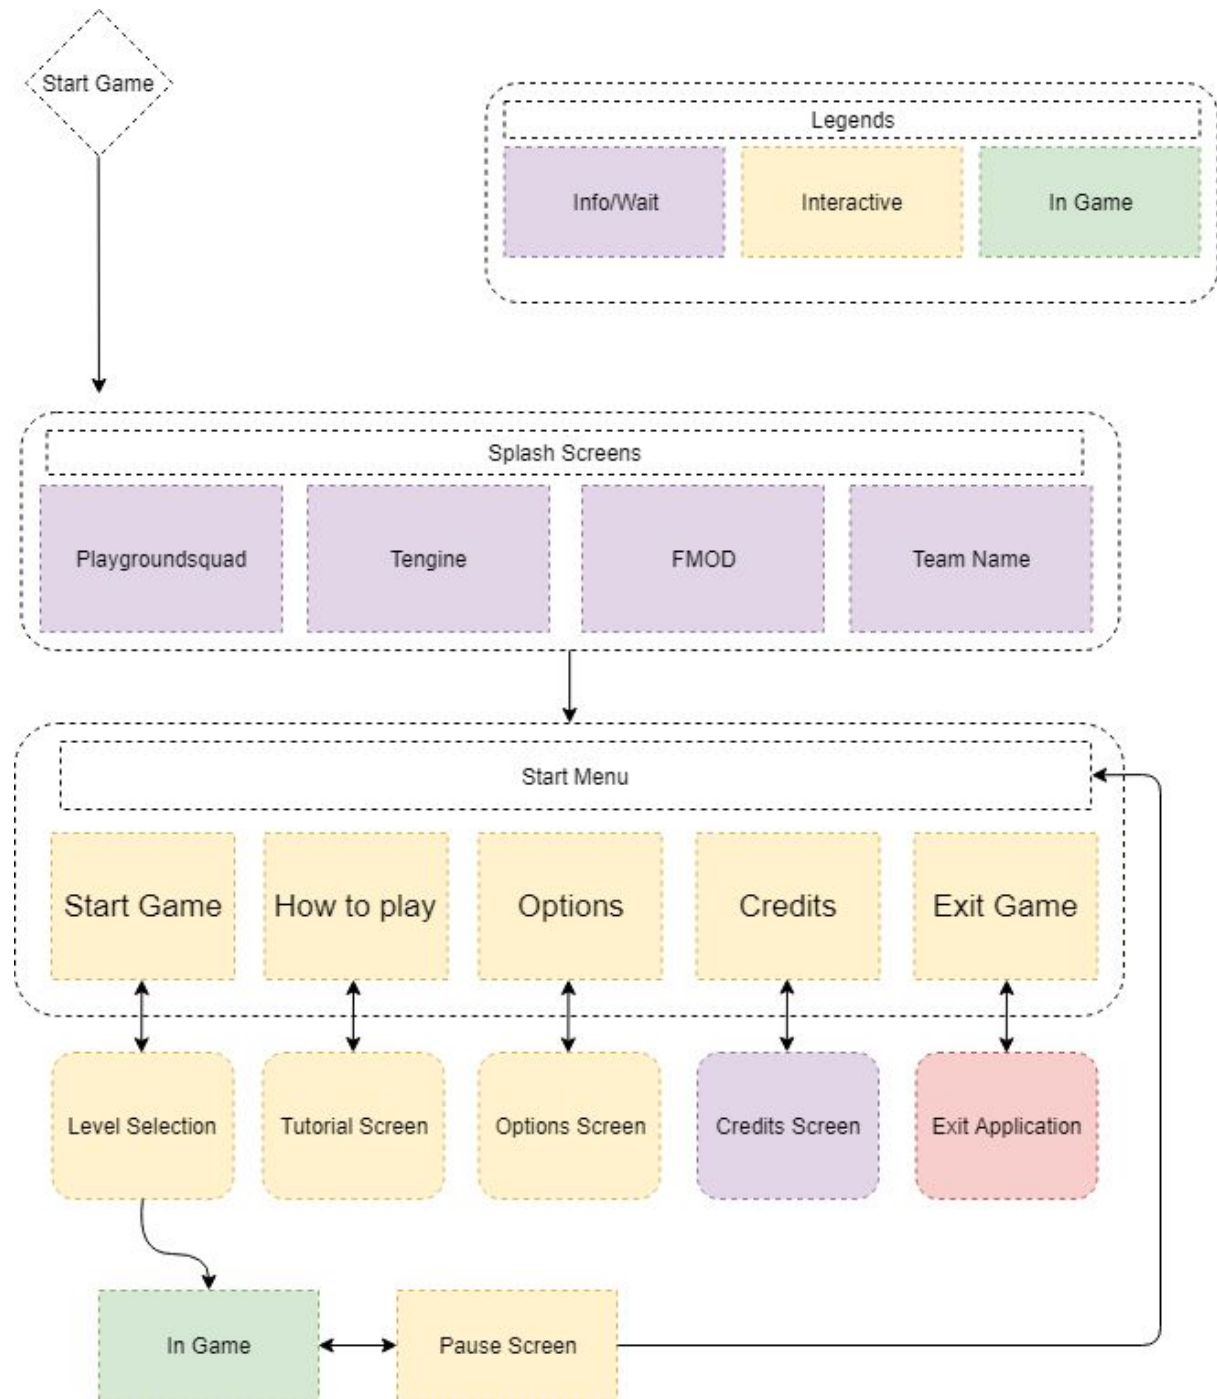 Start Game
Legends
Info/Wait
Interactive
In Game
Splash Screens
Playgroundsquad
Tengine
FMOD
Team Name
Start Menu
Start Game
How to play
Options
Credits
Exit Game
Level Selection
Tutorial Screen
Options Screen
Credits Screen
Exit Application
In Game
Pause Screen